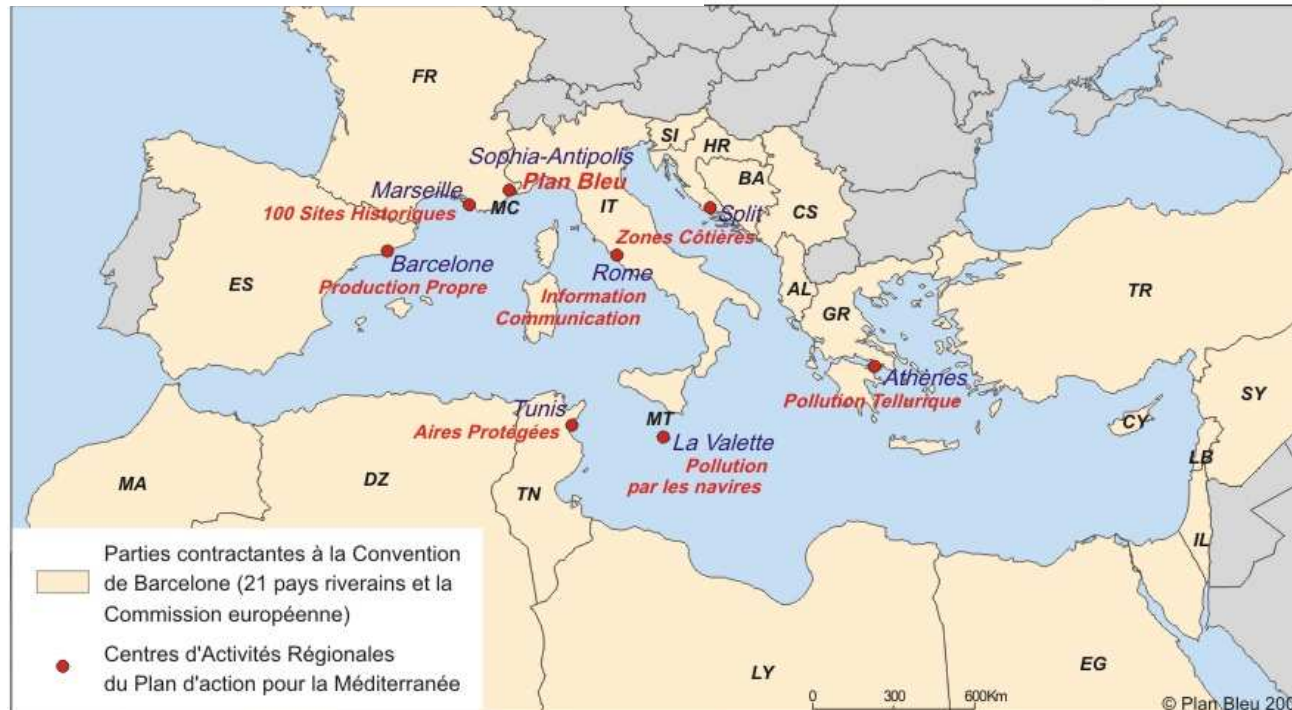 FR
SI
HR
Sophia-Antipolis
Plan Bleu
BA
Marseille
MC
IT
100 Sites Historiques
Split
CS
Zones Côtières
Barcelone
Rome
ES
Production Propre
Information
Communication
AL
GR
TR
Athènes
Pollution Tellurique
SY
Tunis
Aires Protégées
MT
CY
La Valette
LB
Pollution
par les navires
MA
DZ
TN
IL
LY
EG
Parties contractantes à la Convention
de Barcelone (21 pays riverains et la
Commission européenne)
Centres d'Activités Régionales
du Plan d'action pour la Méditerranée
0 300 600Km
© Plan Bleu 200